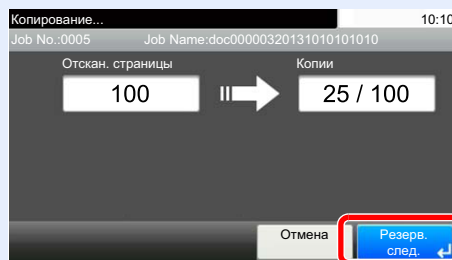 Копирование... 10:10
Job No.:0005 Job Name:doc00000320131010101010
Отскан. страницы Копии
100 25 / 100
Отмена Резерв.
след.